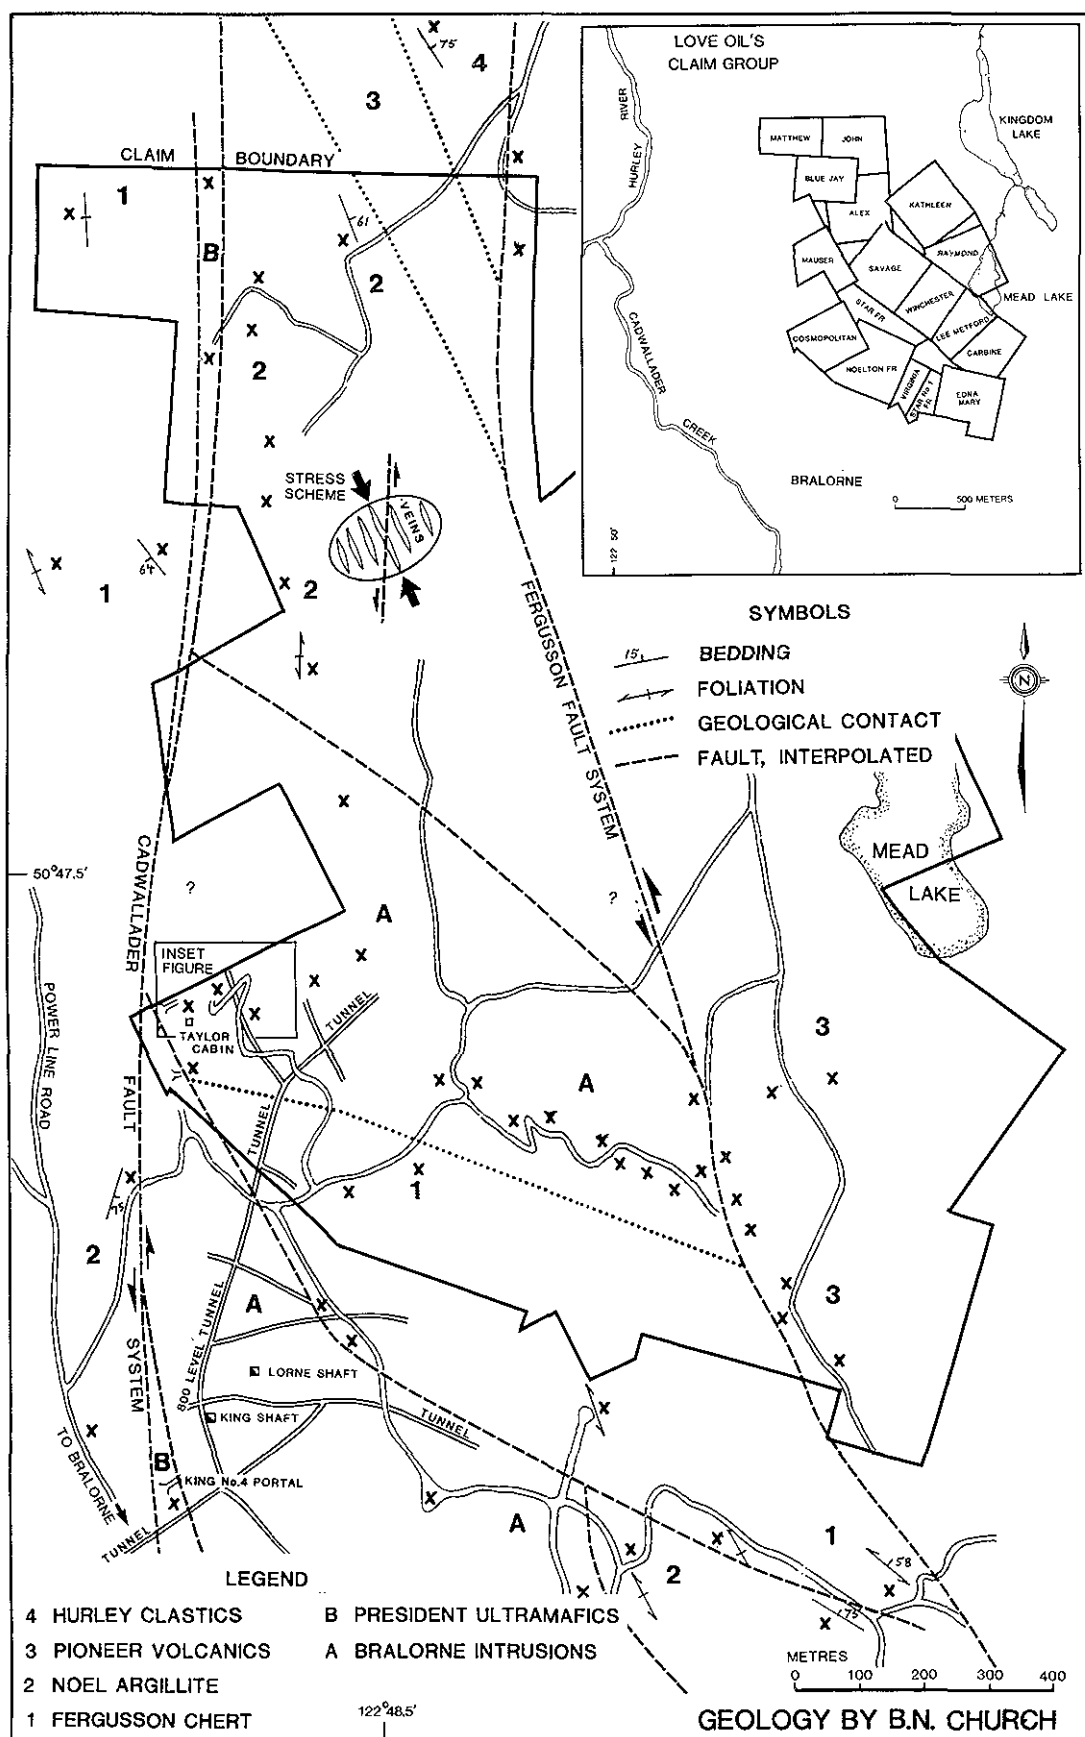 LOVE OIL'S
CLAIM GROUP
RIVER
HURLEY
KINGDOM
LAKE
MATTHEW
JOHN
BLUE JAY
ALEX
KATHLEEN
MAUSER
SAVAGE
RAYMOND
WINCHESTER
MEAD LAKE
STAR FR
LEE METFORD
COSMOPOLITAN
NOELTON FR
CARBINE
VIRGINIA
STAR No 1
FR
EDNA
MARY
CADWALLADER
CREEK
BRALORNE
0 500 METERS
122° 50'
75
4
3
CLAIM BOUNDARY
1
B
61
2
2
STRESS
SCHEME
VEINS
64
1
2
FERGUSSON FAULT SYSTEM
SYMBOLS
15
BEDDING
FOLIATION
GEOLOGICAL CONTACT
FAULT, INTERPOLATED
N
MEAD
LAKE
50°47.5'
CADWALLADER
FAULT
SYSTEM
?
?
A
INSET
FIGURE
TAYLOR
CABIN
TUNNEL
POWER LINE ROAD
3
A
TUNNEL
1
75
2
A
3
800 LEVEL TUNNEL
LORNE SHAFT
KING SHAFT
TUNNEL
TO BRALORNE
B
KING No.4 PORTAL
TUNNEL
A
1
2
58
75
LEGEND
4 HURLEY CLASTICS
3 PIONEER VOLCANICS
2 NOEL ARGILLITE
1 FERGUSSON CHERT
B PRESIDENT ULTRAMAFICS
A BRALORNE INTRUSIONS
METRES
0 100 200 300 400
122°48.5'
GEOLOGY BY B.N. CHURCH